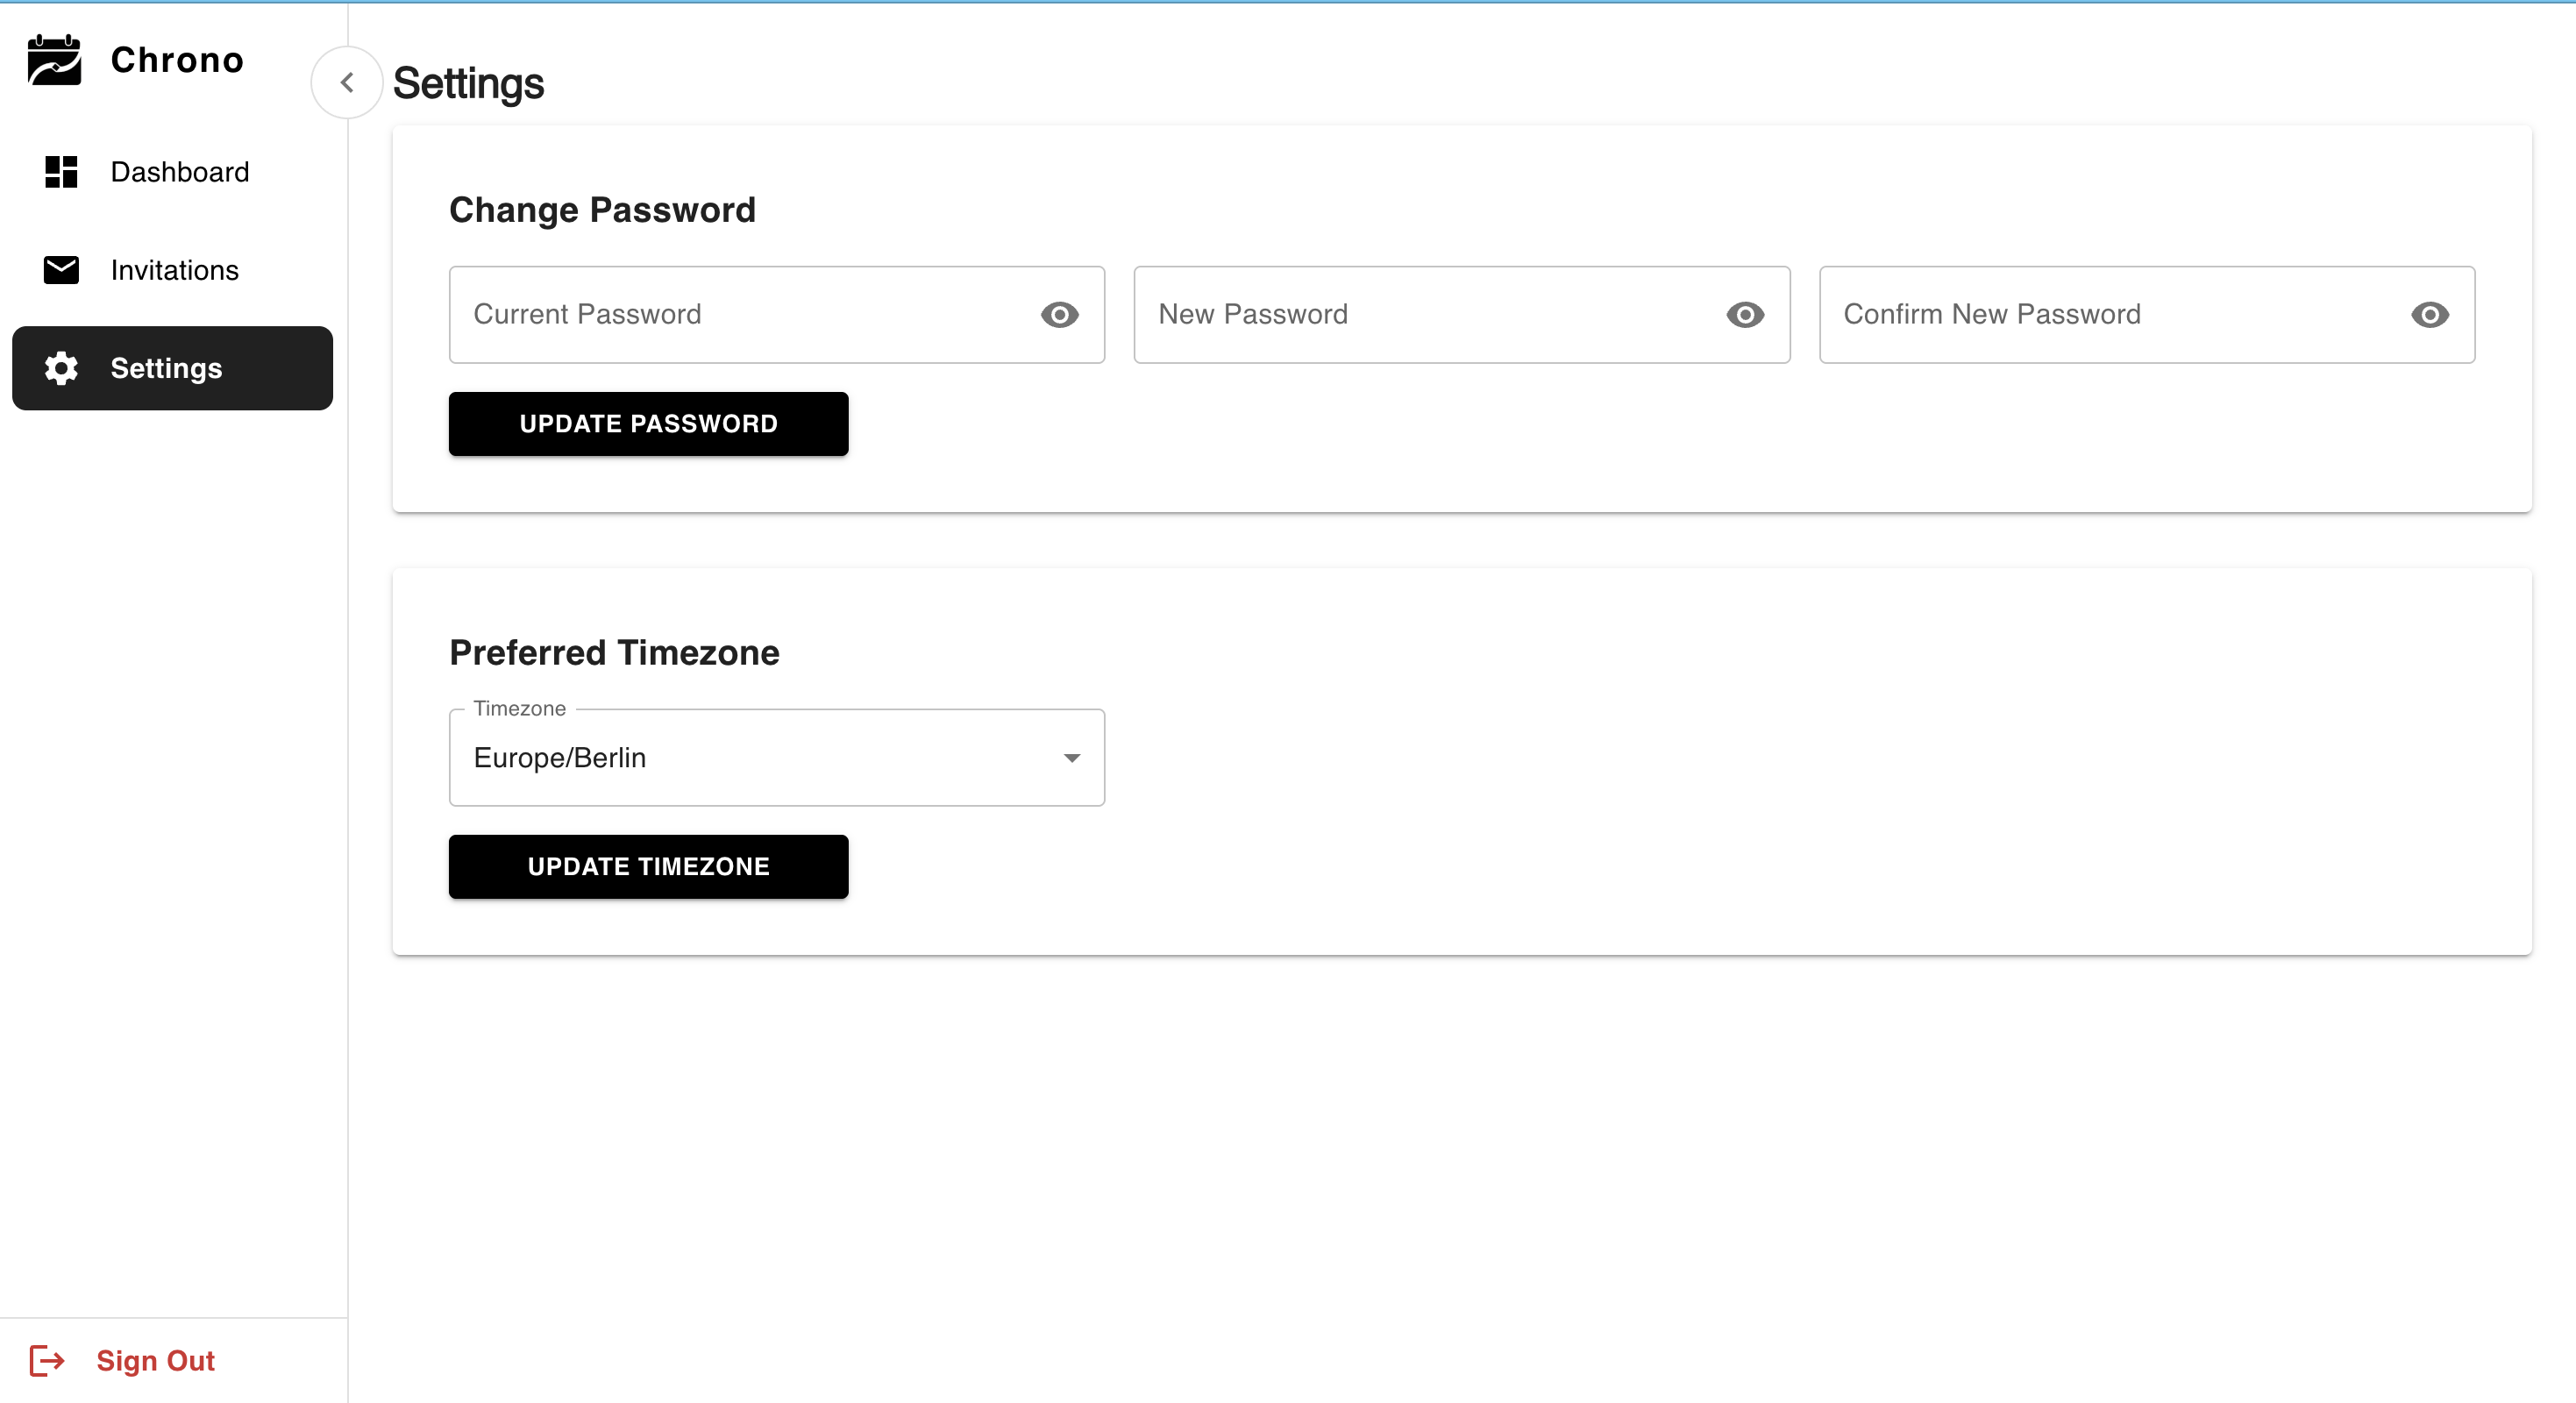 Chrono
Dashboard
Invitations
Settings
Sign Out
Settings
Change Password
Current Password
New Password
Confirm New Password
UPDATE PASSWORD
Preferred Timezone
Timezone
Europe/Berlin
UPDATE TIMEZONE